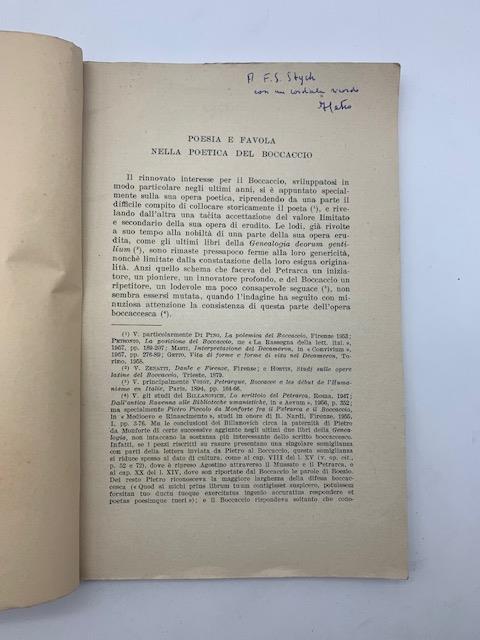 A F.S. Stych
con un cordiale ricordo
POESIA E FAVOLA
NELLA POETICA DEL BOCCACCIO
Il rinnovato interesse per il Boccaccio, sviluppatosi in
modo particolare negli ultimi anni, si è appuntato special-
mente sulla sua opera poetica, riprendendo da una parte il
difficile compito di collocare storicamente il poeta (¹), e rive-
lando dall'altra una tacita accettazione del valore limitato
e secondario della sua opera di erudito. Le lodi, già rivolte
a suo tempo alla nobiltà di una parte della sua opera eru-
dita, come gli ultimi libri della Genealogia deorum genti-
lium (²), sono rimaste pressapoco ferme alla loro genericità,
nonché limitate dalla constatazione della loro esigua origina-
lità. Anzi quello schema che faceva del Petrarca un inizia-
tore, un pioniere, un innovatore profondo, e del Boccaccio un
ripetitore, un lodevole ma poco consapevole seguace (³), non
sembra essersi mutata, quando l'indagine ha seguito con mi-
nuziosa attenzione la consistenza di questa parte dell'opera
boccaccesca (⁴).
(¹) V. particolarmente DI PINO, La polemica del Boccaccio, Firenze 1953;
PETRONIO, La posizione del Boccaccio, ne « La Rassegna della lett. ital. »,
1957, pp. 189-207; MASTI, Interpretazione del Decameron, in « Convivium »,
1957, pp. 276-89; GETTO, Vita di forme e forme di vita nel Decameron, To-
rino, 1958.
(²) V. ZENATTI, Dante e Firenze, Firenze; e HORTIS, Studj sulle opere
latine del Boccaccio, Trieste, 1879.
(³) V. principalmente VOIGT, Pétrarque, Boccace et les début de l'Huma-
nisme en Italie, Paris, 1894, pp. 164-66.
(⁴) V. gli studi del BILLANOVICH, Lo scrittoio del Petrarca, Roma, 1947;
Dall'antica Ravenna alle Biblioteche umanistiche, in « Aevum », 1956, p. 352;
ma specialmente Pietro Piccolo da Monforte fra il Petrarca e il Boccaccio,
in « Medioevo e Rinascimento », studi in onore di B. Nardi, Firenze, 1955,
I, pp. 3-76. Ma le conclusioni del Billanovich circa la paternità di Pietro
da Monforte di certe successive aggiunte negli ultimi due libri della Genea-
logia, non intaccano la sostanza più interessante dello scritto boccaccesco.
Infatti, se i pezzi riscritti su rasure presentano una singolare somiglianza
con parti della lettera inviata da Pietro al Boccaccio, questa somiglianza
si riduce spesso al dato di cultura, come al cap. VIII del l. XV (v. op. cit.,
p. 52 e 72), dove è ripreso Agostino attraverso il Mussato e il Petrarca, o
al cap. XX del l. XIV, dove son riportate dal Boccaccio le parole di Boezio.
Del resto Pietro riconosceva la maggiore larghezza della difesa boccac-
cesca (« Quod si michi prius librum tuum contigisset suspicere, potuissem
forsitan tuo ductu tuoque exercitatus ingenio accuratius respondere et
poetas poesimque tueri »); e il Boccaccio rispondeva soltanto che cono-